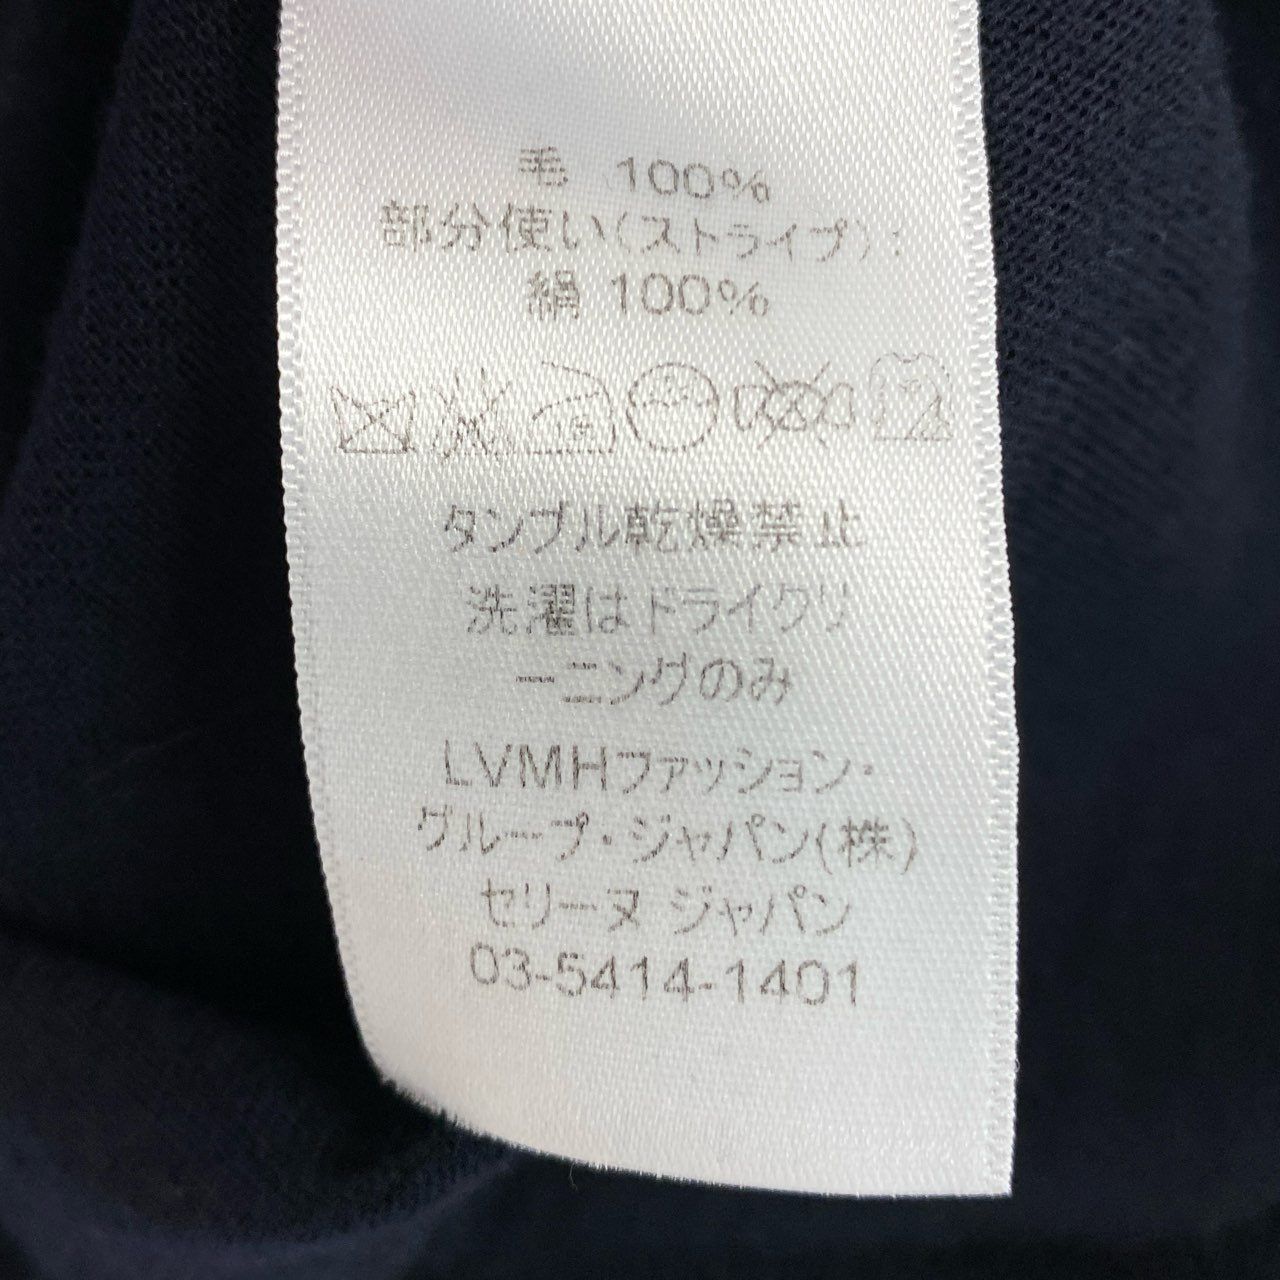 毛 100%
部分使い(ストライプ):
絹 100%
タンブル乾燥禁止
洗濯はドライクリ
ーニングのみ
LVMHファッション・
グループ・ジャパン(株)
セリーヌ ジャパン
03-5414-1401